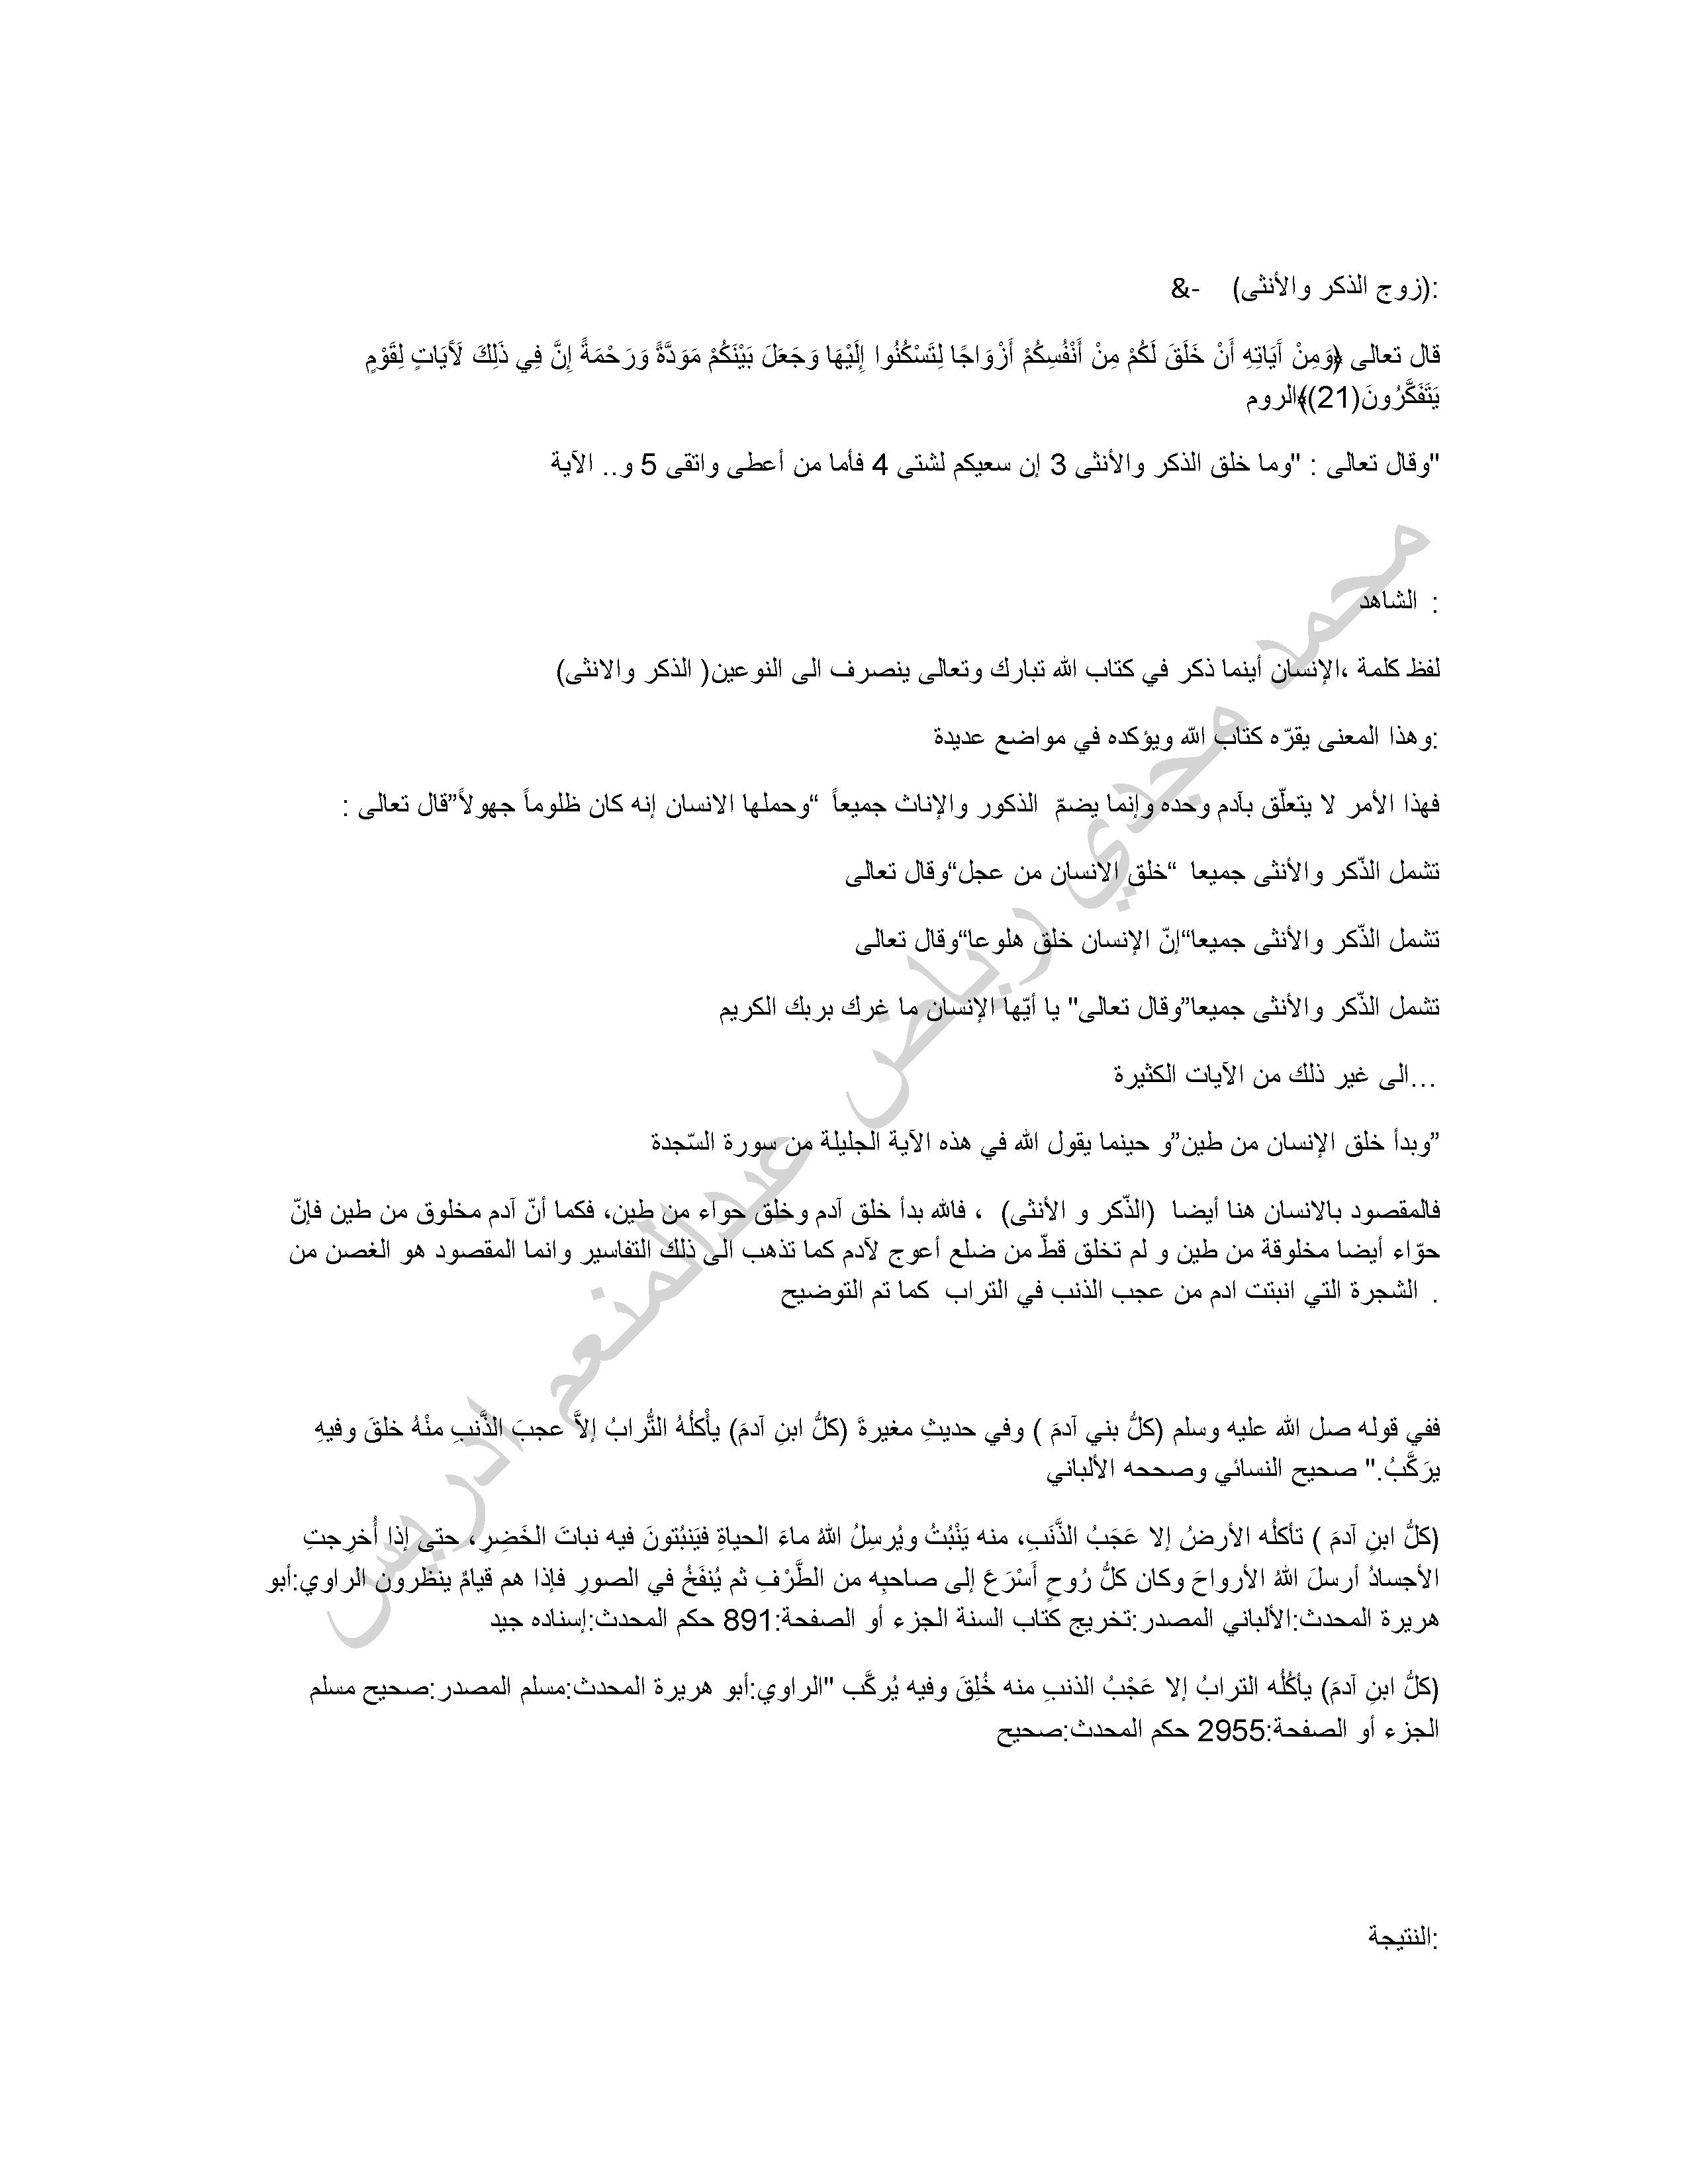 :(زوج الذكر والأنثى) -&
قال تعالى ﴿وَمِنْ آَيَاتِهِ أَنْ خَلَقَ لَكُمْ مِنْ أَنْفُسِكُمْ أَزْوَاجًا لِتَسْكُنُوا إِلَيْهَا وَجَعَلَ بَيْنَكُمْ مَوَدَّةً وَرَحْمَةً إِنَّ فِي ذَلِكَ لَآَيَاتٍ لِقَوْمٍ
يَتَفَكَّرُونَ(21)﴾الروم
"وقال تعالى : "وما خلق الذكر والأنثى 3 إن سعيكم لشتى 4 فأما من أعطى واتقى 5 و.. الآية
: الشاهد
لفظ كلمة ،الإنسان أينما ذكر في كتاب الله تبارك وتعالى ينصرف الى النوعين( الذكر والانثى)
:وهذا المعنى يقرّه كتاب الله ويؤكده في مواضع عديدة
فهذا الأمر لا يتعلّق بآدم وحده وإنما يضمّ الذكور والإناث جميعاً “وحملها الانسان إنه كان ظلوماً جهولاً”قال تعالى :
تشمل الذّكر والأنثى جميعا “خلق الانسان من عجل“وقال تعالى
تشمل الذّكر والأنثى جميعا“إنّ الإنسان خلق هلوعا“وقال تعالى
تشمل الذّكر والأنثى جميعا”وقال تعالى" يا أيّها الإنسان ما غرك بربك الكريم
...الى غير ذلك من الآيات الكثيرة
”وبدأ خلق الإنسان من طين”و حينما يقول الله في هذه الآية الجليلة من سورة السّجدة
فالمقصود بالانسان هنا أيضا (الذّكر و الأنثى) ، فالله بدأ خلق آدم وخلق حواء من طين، فكما أنّ آدم مخلوق من طين فإنّ
حوّاء أيضا مخلوقة من طين و لم تخلق قطّ من ضلع أعوج لآدم كما تذهب الى ذلك التفاسير وانما المقصود هو الغصن من
. الشجرة التي انبتت ادم من عجب الذنب في التراب كما تم التوضيح
ففي قوله صل الله عليه وسلم (كلُّ بني آدمَ ) وفي حديثِ مغيرةَ (كلُّ ابنِ آدمَ) يأْكلُهُ التُّرابُ إلاَّ عجبَ الذَّنبِ منْهُ خلقَ وفيهِ
يرَكَّبُ." صحيح النسائي وصححه الألباني
(كلُّ ابنِ آدمَ ) تأكلُه الأرضُ إلا عَجَبُ الذَّنَبِ، منه يَنْبُتُ ويُرسِلُ اللهُ ماءَ الحياةِ فيَنبُتونَ فيه نباتَ الخَضِرِ، حتى إذا أُخرِجتِ
الأجسادُ أرسلَ اللهُ الأرواحَ وكان كلُّ رُوحٍ أَسْرَعَ إلى صاحبِه من الطَّرْفِ ثم يُنفَخُ في الصورِ فإذا هم قيامٌ ينظرون الراوي:أبو
هريرة المحدث:الألباني المصدر:تخريج كتاب السنة الجزء أو الصفحة:891 حكم المحدث:إسناده جيد
(كلُّ ابنِ آدمَ) يأكُلُه الترابُ إلا عَجْبُ الذنبِ منه خُلِقَ وفيه يُركَّب "الراوي:أبو هريرة المحدث:مسلم المصدر:صحيح مسلم
الجزء أو الصفحة:2955 حكم المحدث:صحيح
:النتيجة
محمد مجدي رياض عبدالمنعم ادريس